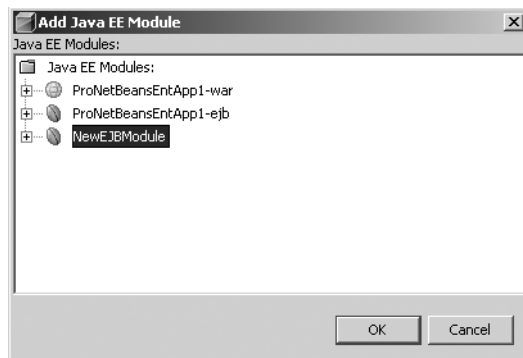 Add Java EE Module
Java EE Modules:
Java EE Modules:
ProNetBeansEntApp1-war
ProNetBeansEntApp1-ejb
NewEJBModule
OK
Cancel